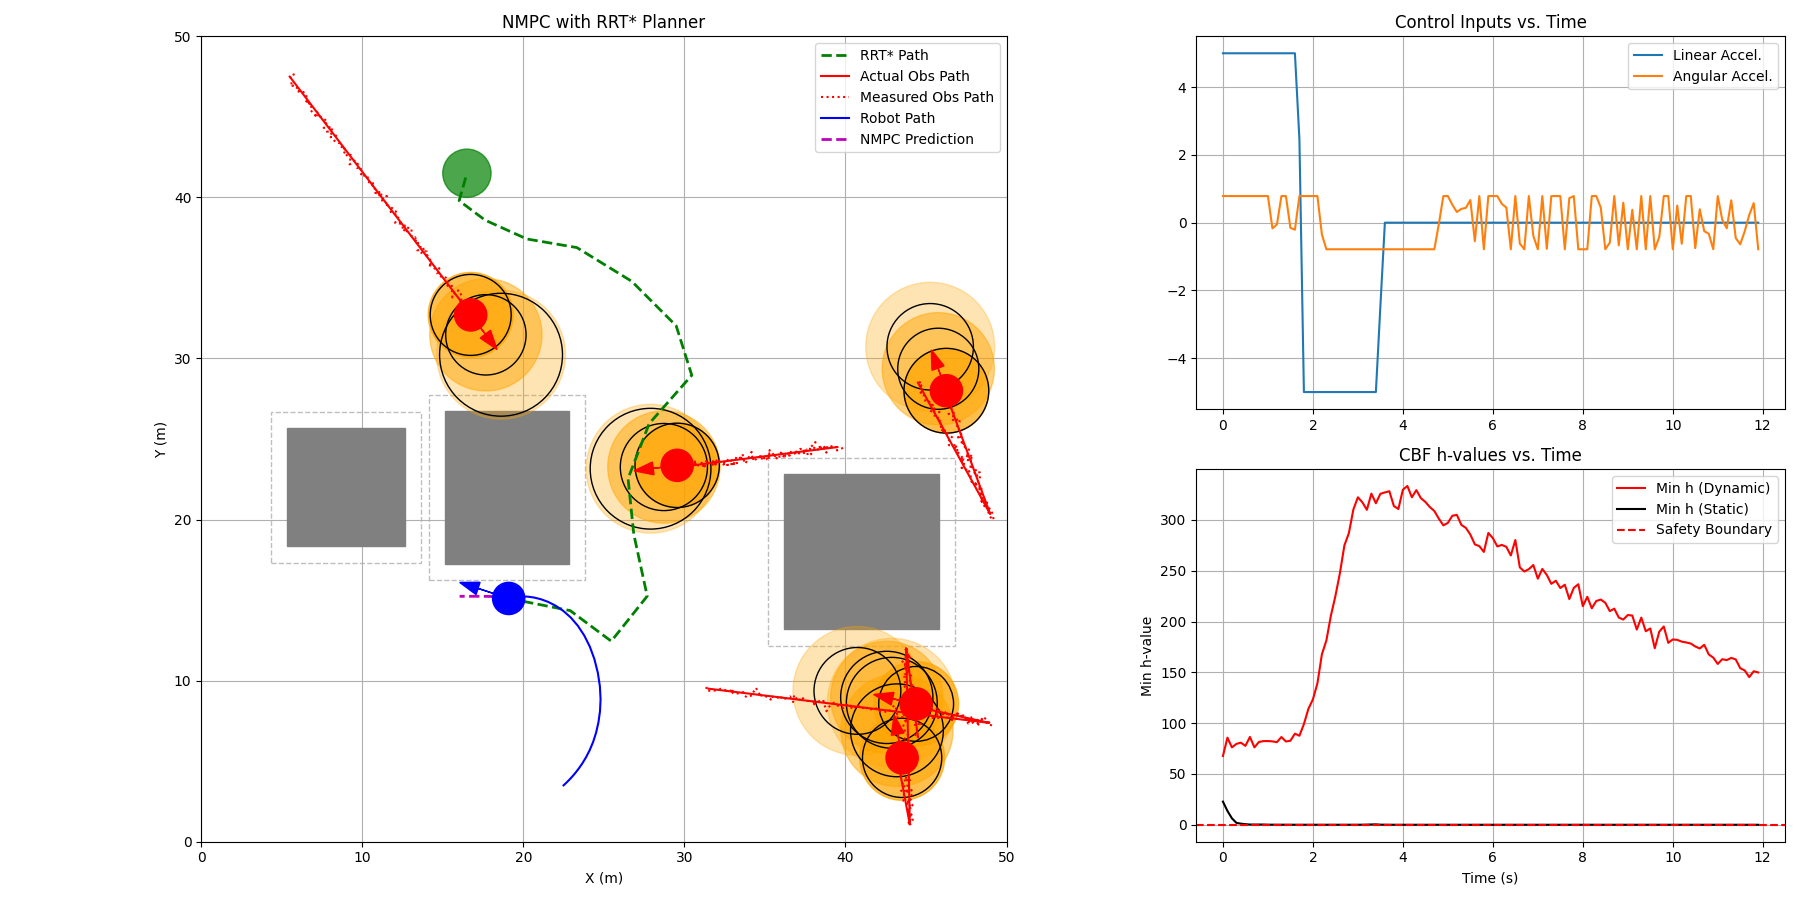 NMPC with RRT* Planner
Y (m)
50
40
30
20
10
0
0 10 20 30 40 50
X (m)
RRT* Path
Actual Obs Path
Measured Obs Path
Robot Path
NMPC Prediction
Control Inputs vs. Time
4
2
0
−2
−4
0 2 4 6 8 10 12
Linear Accel.
Angular Accel.
CBF h-values vs. Time
Min h-value
300
250
200
150
100
50
0
0 2 4 6 8 10 12
Time (s)
Min h (Dynamic)
Min h (Static)
Safety Boundary